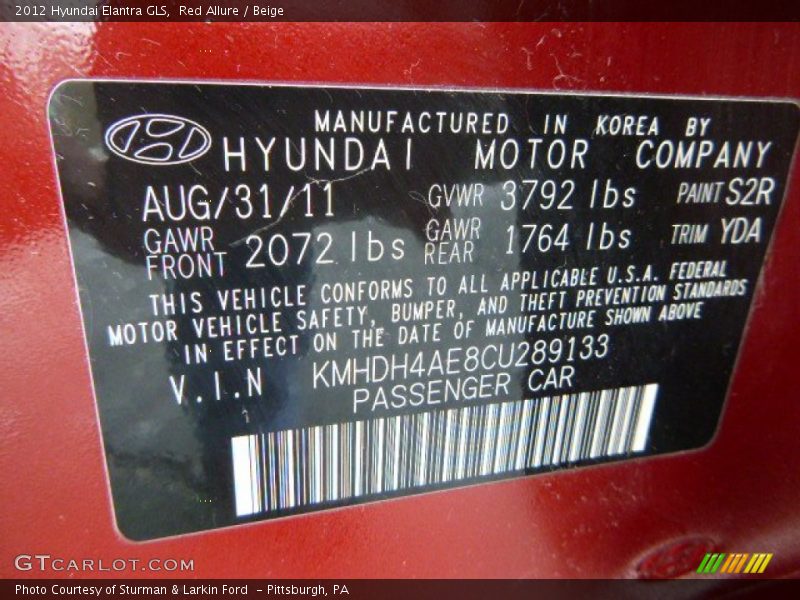 2012 Hyundai Elantra GLS,  Red Allure / Beige
MANUFACTURED IN KOREA BY
HYUNDAI MOTOR COMPANY
AUG/31/11 GVWR 3792 lbs PAINT S2R
GAWR FRONT 2072 lbs GAWR REAR 1764 lbs TRIM YDA
THIS VEHICLE CONFORMS TO ALL APPLICABLE U.S.A. FEDERAL
MOTOR VEHICLE SAFETY, BUMPER, AND THEFT PREVENTION STANDARDS
IN EFFECT ON THE DATE OF MANUFACTURE SHOWN ABOVE
V.I.N KMHDH4AE8CU289133
PASSENGER CAR
GTCARLOT.COM
Photo Courtesy of Sturman & Larkin Ford  - Pittsburgh, PA